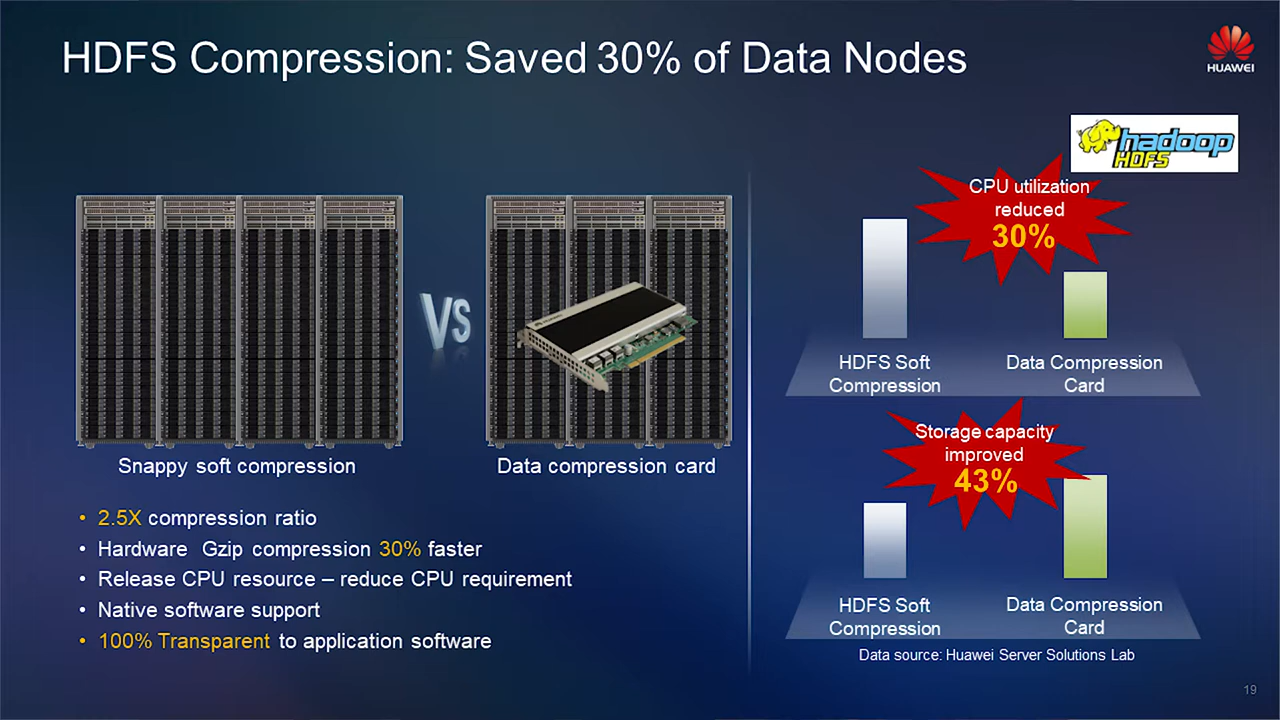 HDFS Compression: Saved 30% of Data Nodes
HUAWEI
hadoop
HDFS
VS
HUAWEI
Snappy soft compression
Data compression card
• 2.5X compression ratio
• Hardware Gzip compression 30% faster
• Release CPU resource – reduce CPU requirement
• Native software support
• 100% Transparent to application software
CPU utilization
reduced
30%
HDFS Soft
Compression
Data Compression
Card
Storage capacity
improved
43%
HDFS Soft
Compression
Data Compression
Card
Data source: Huawei Server Solutions Lab
19